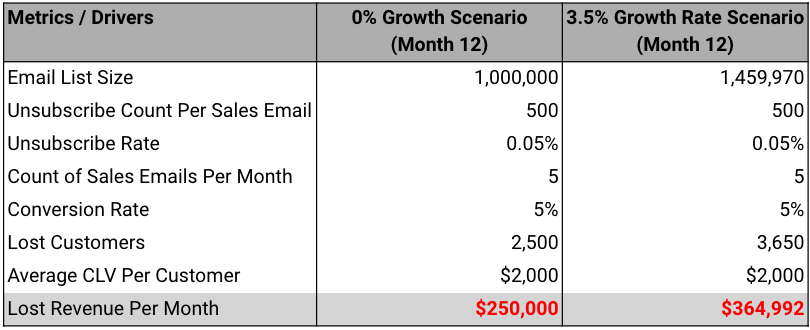 Metrics / Drivers 0% Growth Scenario (Month 12) 3.5% Growth Rate Scenario (Month 12)
Email List Size 1,000,000 1,459,970
Unsubscribe Count Per Sales Email 500 500
Unsubscribe Rate 0.05% 0.05%
Count of Sales Emails Per Month 5 5
Conversion Rate 5% 5%
Lost Customers 2,500 3,650
Average CLV Per Customer $2,000 $2,000
Lost Revenue Per Month $250,000 $364,992